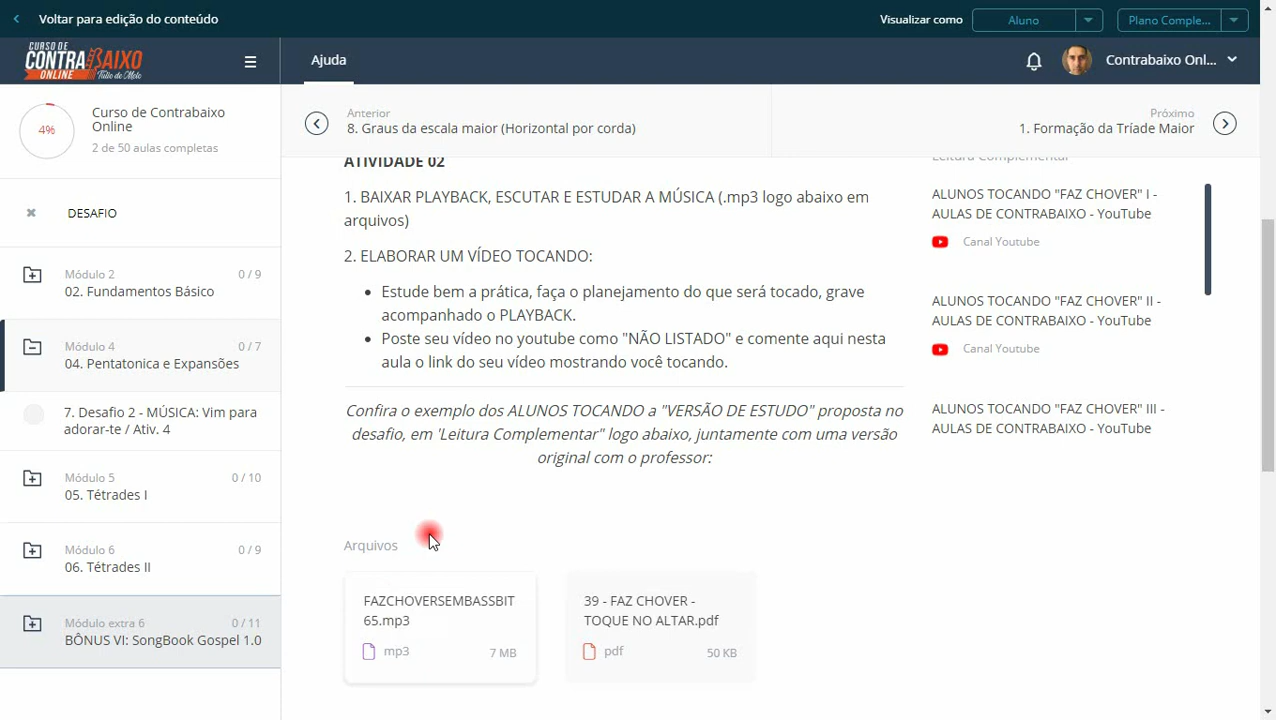 Voltar para edição do conteúdo
Visualizar como
Aluno
Plano Comple...
CURSO DE
CONTRABAIXO
ONLINE Túlio de Melo
Ajuda
Contrabaixo Onl...
4%
Curso de Contrabaixo
Online
2 de 50 aulas completas
Anterior
8. Graus da escala maior (Horizontal por corda)
Próximo
1. Formação da Tríade Maior
DESAFIO
Módulo 2
0 / 9
02. Fundamentos Básico
Módulo 4
0 / 7
04. Pentatonica e Expansões
7. Desafio 2 - MÚSICA: Vim para
adorar-te / Ativ. 4
Módulo 5
0 / 10
05. Tétrades I
Módulo 6
0 / 9
06. Tétrades II
Módulo extra 6
0 / 11
BÔNUS VI: SongBook Gospel 1.0
ATIVIDADE 02
1. BAIXAR PLAYBACK, ESCUTAR E ESTUDAR A MÚSICA (.mp3 logo abaixo em
arquivos)
2. ELABORAR UM VÍDEO TOCANDO:
Estude bem a prática, faça o planejamento do que será tocado, grave
acompanhado o PLAYBACK.
Poste seu vídeo no youtube como "NÃO LISTADO" e comente aqui nesta
aula o link do seu vídeo mostrando você tocando.
Confira o exemplo dos ALUNOS TOCANDO a "VERSÃO DE ESTUDO" proposta no
desafio, em 'Leitura Complementar" logo abaixo, juntamente com uma versão
original com o professor:
Arquivos
FAZCHOVERSEMBASSBIT
65.mp3
mp3
7 MB
39 - FAZ CHOVER -
TOQUE NO ALTAR.pdf
pdf
50 KB
Leitura Complementar
ALUNOS TOCANDO "FAZ CHOVER" I -
AULAS DE CONTRABAIXO - YouTube
Canal Youtube
ALUNOS TOCANDO "FAZ CHOVER" II -
AULAS DE CONTRABAIXO - YouTube
Canal Youtube
ALUNOS TOCANDO "FAZ CHOVER" III -
AULAS DE CONTRABAIXO - YouTube